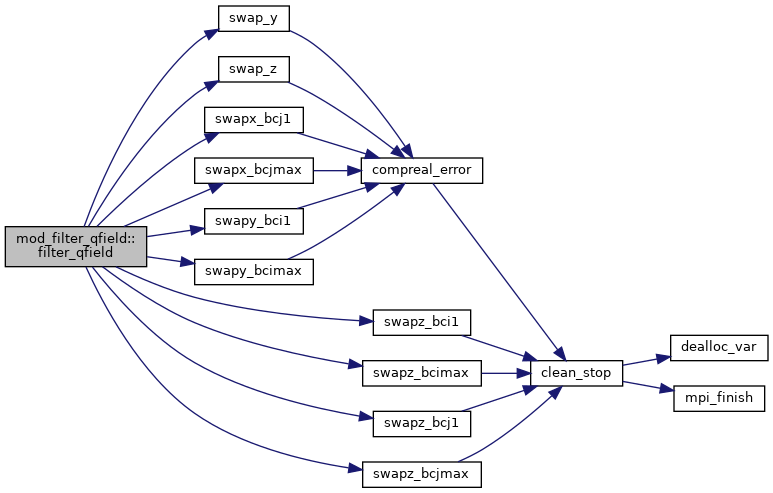 swap_y
swap_z
swapx_bcj1
swapx_bcjmax
compreal_error
swapy_bci1
mod_filter_qfield::
filter_qfield
swapy_bcimax
swapz_bci1
dealloc_var
swapz_bcimax
clean_stop
mpi_finish
swapz_bcj1
swapz_bcjmax